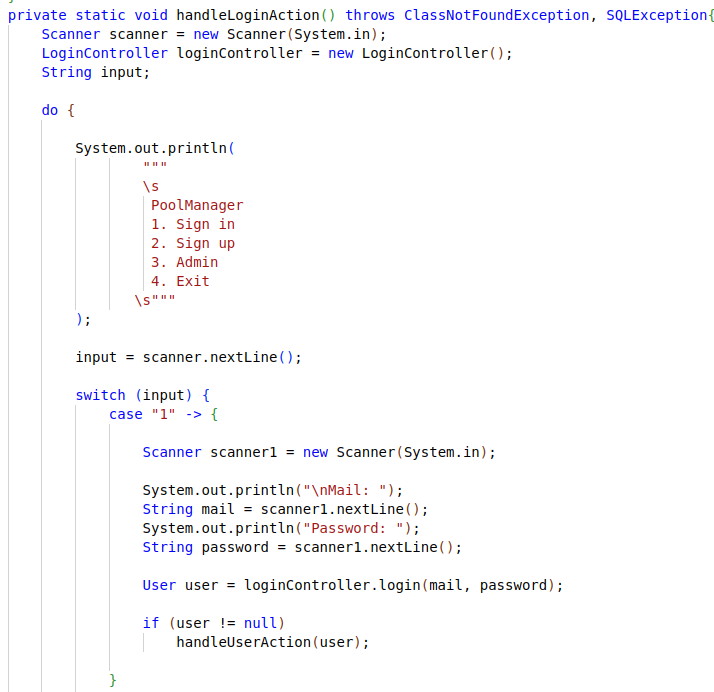 private static void handleLoginAction() throws ClassNotFoundException, SQLException{
    Scanner scanner = new Scanner(System.in);
    LoginController loginController = new LoginController();
    String input;

    do {

        System.out.println(
                """
                \s
                 PoolManager
                 1. Sign in
                 2. Sign up
                 3. Admin
                 4. Exit
               \s"""
        );

        input = scanner.nextLine();

        switch (input) {
            case "1" -> {

                Scanner scanner1 = new Scanner(System.in);

                System.out.println("\nMail: ");
                String mail = scanner1.nextLine();
                System.out.println("Password: ");
                String password = scanner1.nextLine();

                User user = loginController.login(mail, password);

                if (user != null)
                    handleUserAction(user);

            }